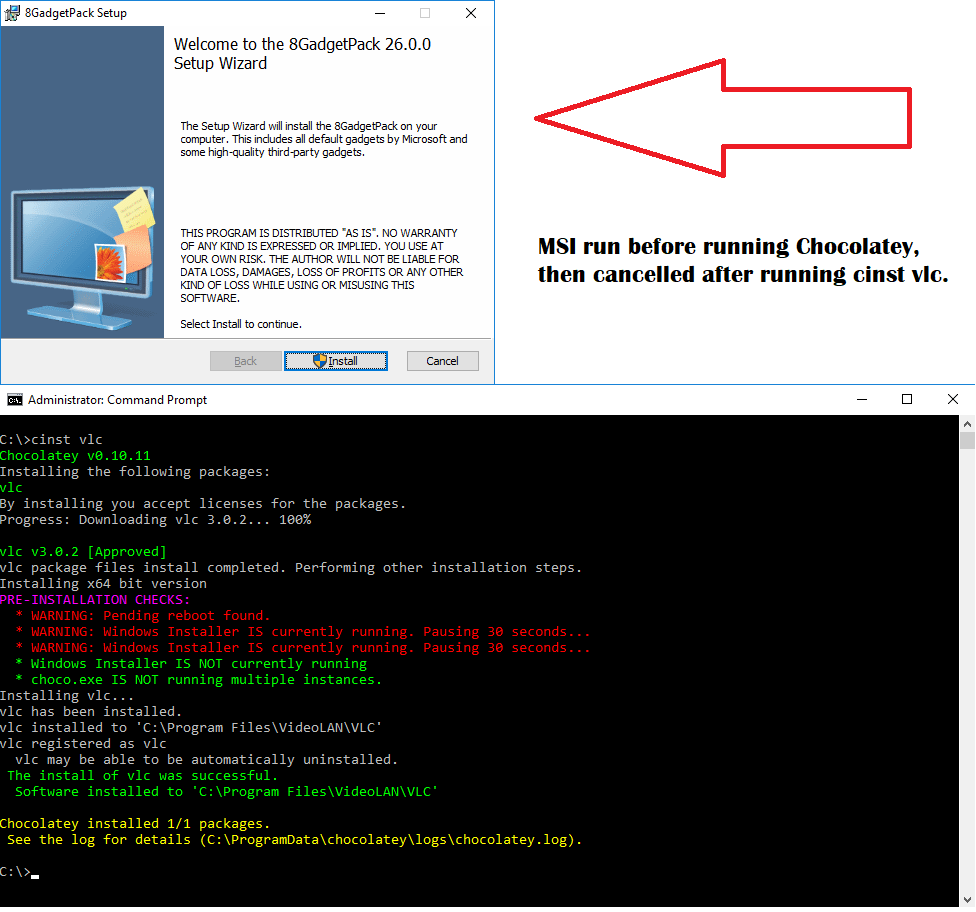 8GadgetPack Setup
Welcome to the 8GadgetPack 26.0.0
Setup Wizard
The Setup Wizard will install the 8GadgetPack on your
computer. This includes all default gadgets by Microsoft and
some high-quality third-party gadgets.
THIS PROGRAM IS DISTRIBUTED "AS IS". NO WARRANTY
OF ANY KIND IS EXPRESSED OR IMPLIED. YOU USE AT
YOUR OWN RISK. THE AUTHOR WILL NOT BE LIABLE FOR
DATA LOSS, DAMAGES, LOSS OF PROFITS OR ANY OTHER
KIND OF LOSS WHILE USING OR MISUSING THIS
SOFTWARE.
Select Install to continue.
Back
Install
Cancel
MSI run before running Chocolatey,
then cancelled after running cinst vlc.
Administrator: Command Prompt
C:\>cinst vlc
Chocolatey v0.10.11
Installing the following packages:
vlc
By installing you accept licenses for the packages.
Progress: Downloading vlc 3.0.2... 100%
vlc v3.0.2 [Approved]
vlc package files install completed. Performing other installation steps.
Installing x64 bit version
PRE-INSTALLATION CHECKS:
* WARNING: Pending reboot found.
* WARNING: Windows Installer IS currently running. Pausing 30 seconds...
* WARNING: Windows Installer IS currently running. Pausing 30 seconds...
* Windows Installer IS NOT currently running
* choco.exe IS NOT running multiple instances.
Installing vlc...
vlc has been installed.
vlc installed to 'C:\Program Files\VideoLAN\VLC'
vlc registered as vlc
vlc may be able to be automatically uninstalled.
The install of vlc was successful.
Software installed to 'C:\Program Files\VideoLAN\VLC'
Chocolatey installed 1/1 packages.
See the log for details (C:\ProgramData\chocolatey\logs\chocolatey.log).
C:\>